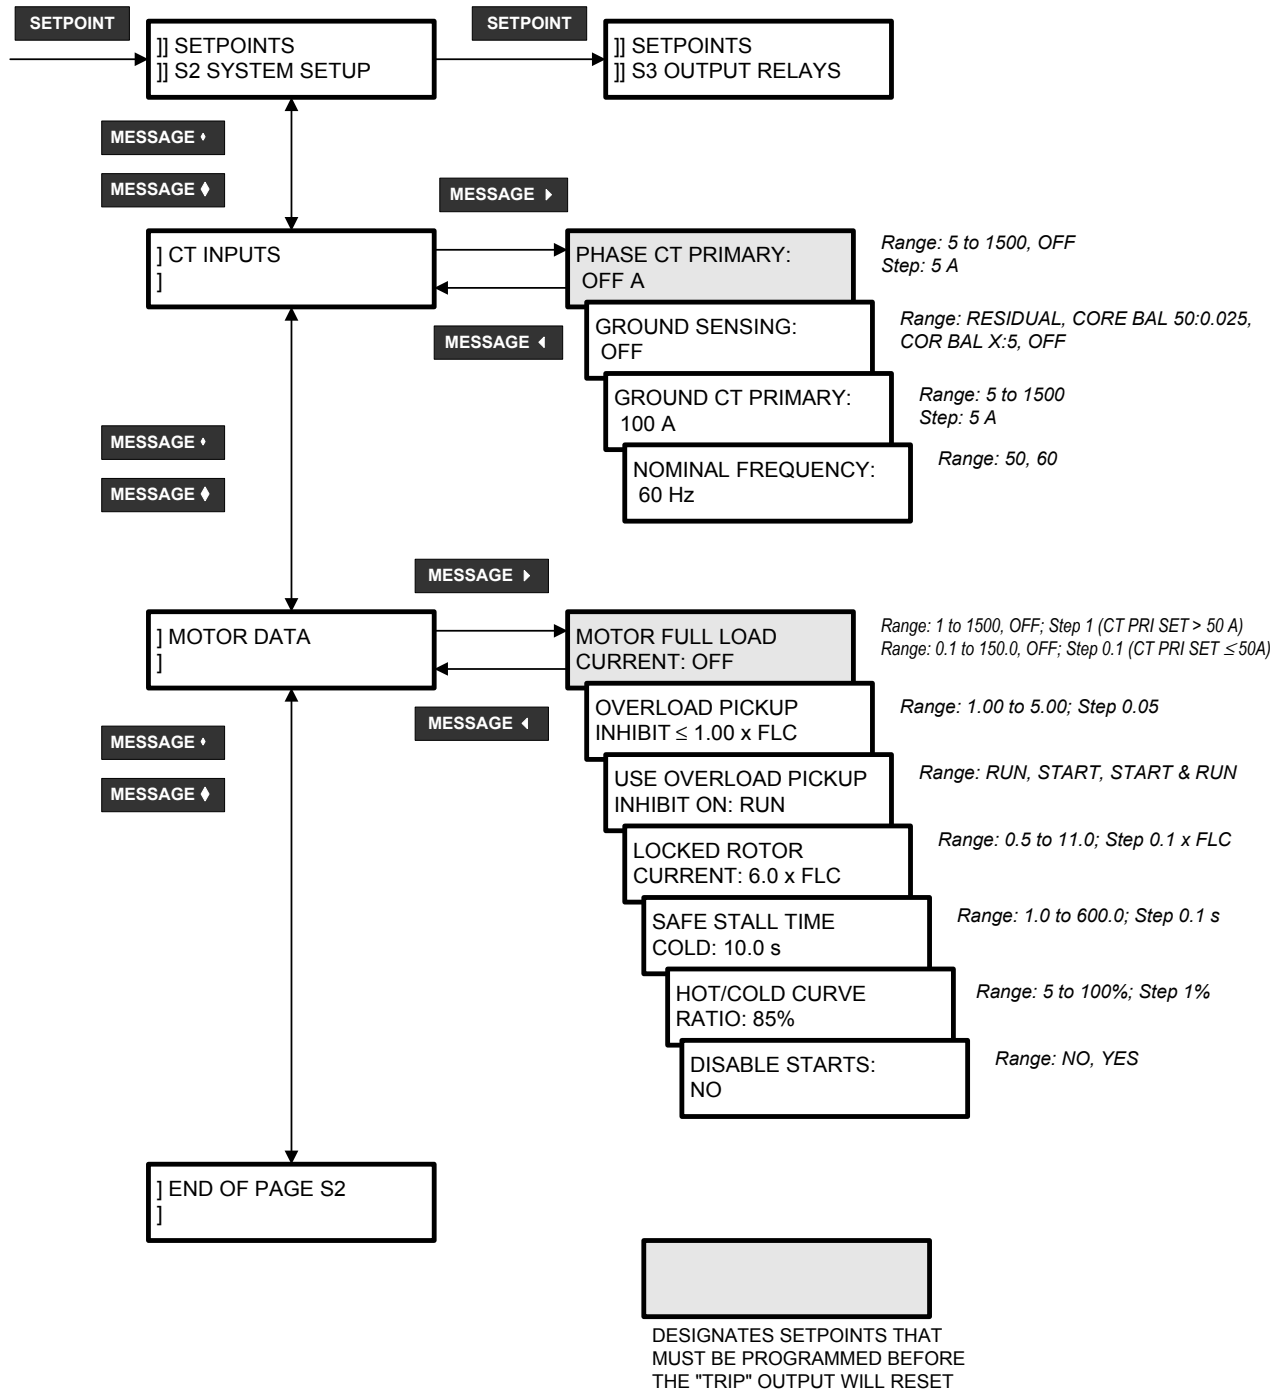 SETPOINT
SETPOINT
]] SETPOINTS
]] S2 SYSTEM SETUP
]] SETPOINTS
]] S3 OUTPUT RELAYS
MESSAGE
MESSAGE
MESSAGE
] CT INPUTS
]
PHASE CT PRIMARY:
OFF A
Range: 5 to 1500, OFF
Step: 5 A
MESSAGE
GROUND SENSING:
OFF
Range: RESIDUAL, CORE BAL 50:0.025,
COR BAL X:5, OFF
GROUND CT PRIMARY:
100 A
Range: 5 to 1500
Step: 5 A
MESSAGE
MESSAGE
NOMINAL FREQUENCY:
60 Hz
Range: 50, 60
MESSAGE
] MOTOR DATA
]
MOTOR FULL LOAD
CURRENT: OFF
Range: 1 to 1500, OFF; Step 1 (CT PRI SET > 50 A)
Range: 0.1 to 150.0, OFF; Step 0.1 (CT PRI SET ≤ 50A)
MESSAGE
OVERLOAD PICKUP
INHIBIT ≤ 1.00 x FLC
Range: 1.00 to 5.00; Step 0.05
MESSAGE
MESSAGE
USE OVERLOAD PICKUP
INHIBIT ON: RUN
Range: RUN, START, START & RUN
LOCKED ROTOR
CURRENT: 6.0 x FLC
Range: 0.5 to 11.0; Step 0.1 x FLC
SAFE STALL TIME
COLD: 10.0 s
Range: 1.0 to 600.0; Step 0.1 s
HOT/COLD CURVE
RATIO: 85%
Range: 5 to 100%; Step 1%
DISABLE STARTS:
NO
Range: NO, YES
] END OF PAGE S2
]
DESIGNATES SETPOINTS THAT
MUST BE PROGRAMMED BEFORE
THE "TRIP" OUTPUT WILL RESET